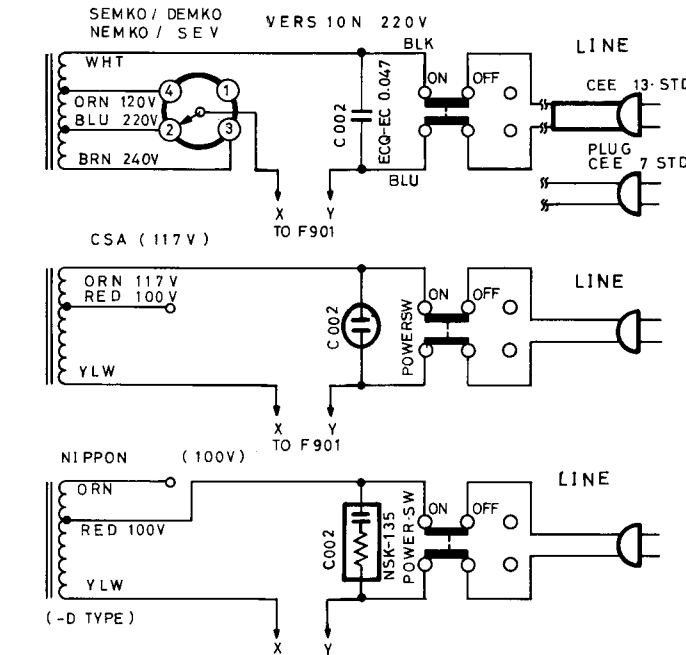 SEMKO/ DEMKO
NEMKO/ SEV
VERS 10N 220V
BLK
LINE
WHT
ON
OFF
CEE 13·STD
4
1
ORN 120V
BLU 220V
2
3
C002
ECQ-EC 0.047
PLUG
CEE 7 STD
BRN 240V
BLU
X
Y
TO F901
CSA (117V)
LINE
ORN 117V
RED 100V
C002
POWERSW
ON
OFF
YLW
X
Y
TO F901
NIPPON (100V)
LINE
ORN
ON
OFF
RED 100V
C002
NSK-135
POWER-SW
YLW
(-D TYPE)
X
Y